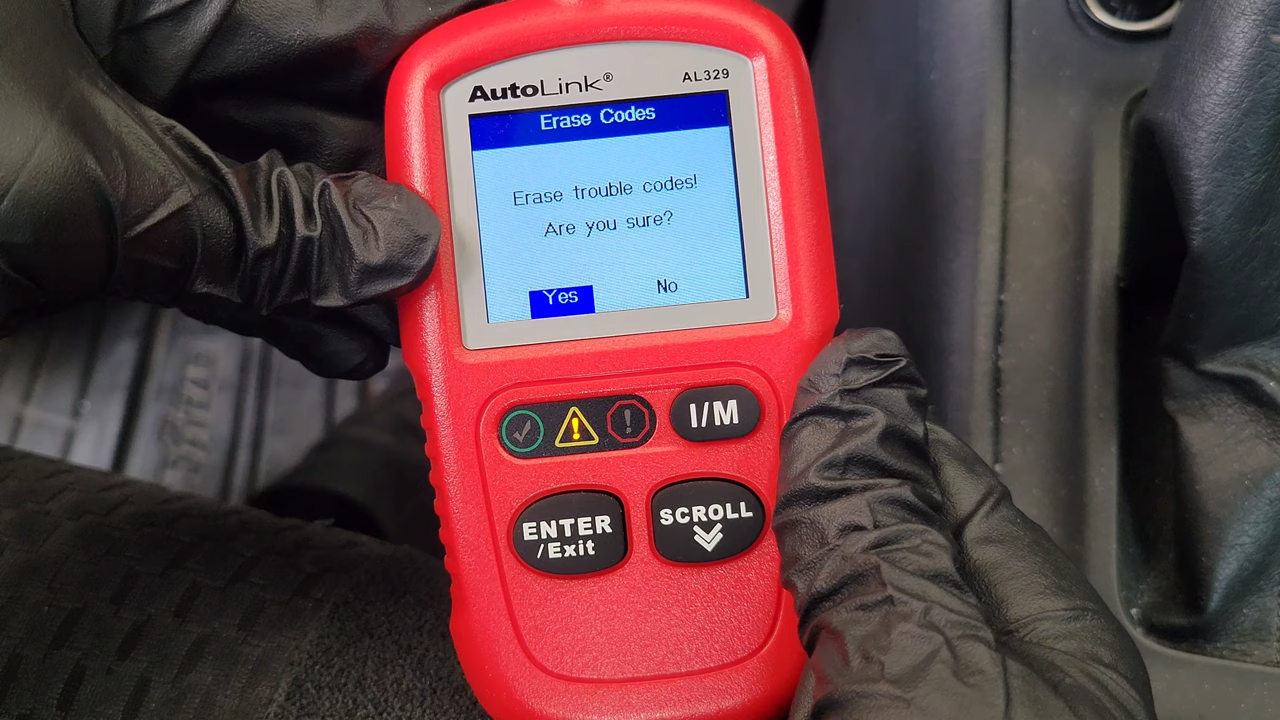 AutoLink® AL329
Erase Codes
Erase trouble codes!
Are you sure?
Yes No
I/M
ENTER
/Exit
SCROLL